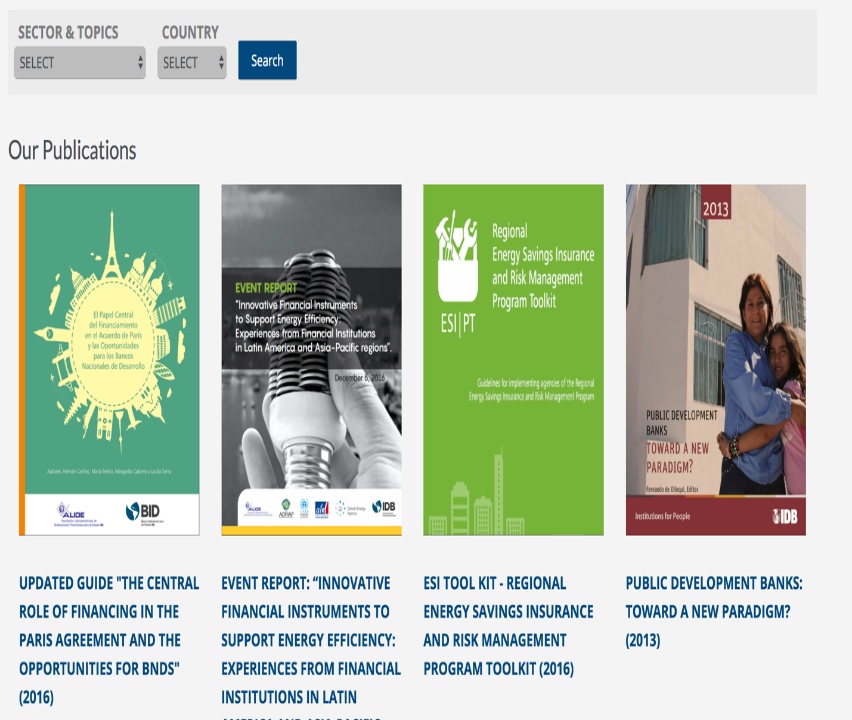 SECTOR & TOPICS
COUNTRY
SELECT
SELECT
Search
Our Publications
El Papel Central
del Financiamiento
en el Acuerdo de París
y las Oportunidades
para los Bancos
Nacionales de Desarrollo
ALIDE
BID
EVENT REPORT
"Innovative Financial Instruments
to Support Energy Efficiency:
Experiences from Financial Institutions
in Latin America and Asia-Pacific regions".
December 5, 2016
ALIDE
ADFIAP
IDB
Regional
Energy Savings Insurance
and Risk Management
Program Toolkit
ESI|PT
Guidelines for implementing agencies of the Regional
Energy Savings Insurance and Risk Management Program
2013
PUBLIC DEVELOPMENT
BANKS
TOWARD A NEW
PARADIGM?
Fernando de Olloqui, Editor
Institutions for People
IDB
UPDATED GUIDE "THE CENTRAL
ROLE OF FINANCING IN THE
PARIS AGREEMENT AND THE
OPPORTUNITIES FOR BNDS"
(2016)
EVENT REPORT: “INNOVATIVE
FINANCIAL INSTRUMENTS TO
SUPPORT ENERGY EFFICIENCY:
EXPERIENCES FROM FINANCIAL
INSTITUTIONS IN LATIN
ESI TOOL KIT - REGIONAL
ENERGY SAVINGS INSURANCE
AND RISK MANAGEMENT
PROGRAM TOOLKIT (2016)
PUBLIC DEVELOPMENT BANKS:
TOWARD A NEW PARADIGM?
(2013)